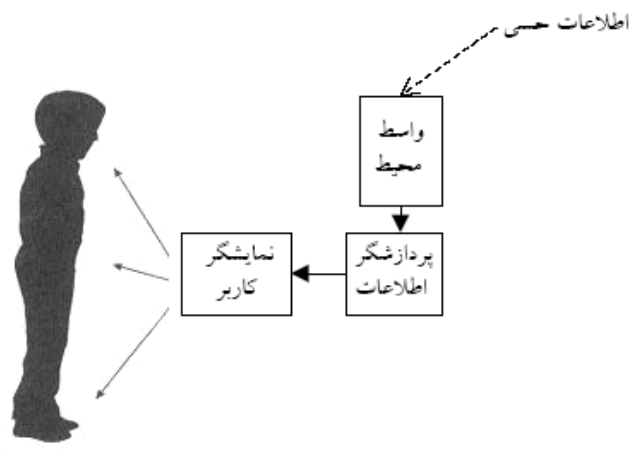 اطلاعات حسی
واسط
محیط
پردازشگر
اطلاعات
نمایشگر
کاربر